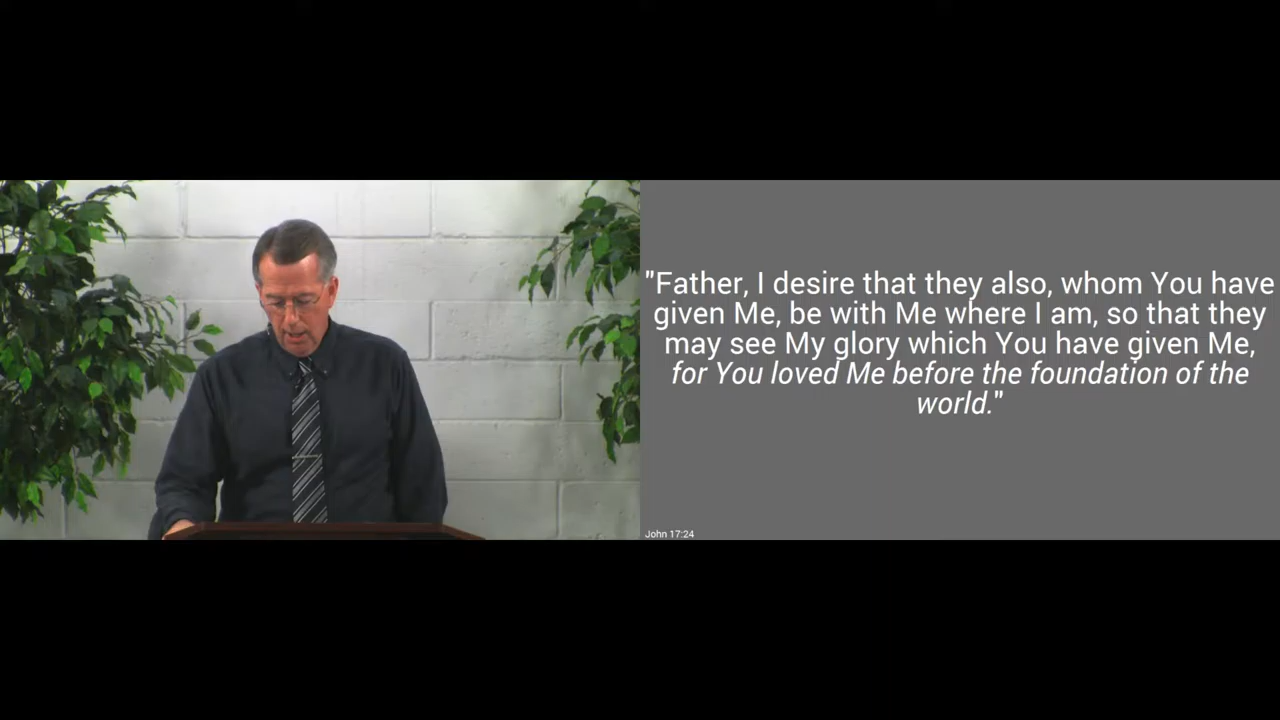 "Father, I desire that they also, whom You have
given Me, be with Me where I am, so that they
may see My glory which You have given Me,
for You loved Me before the foundation of the
world."
John 17:24